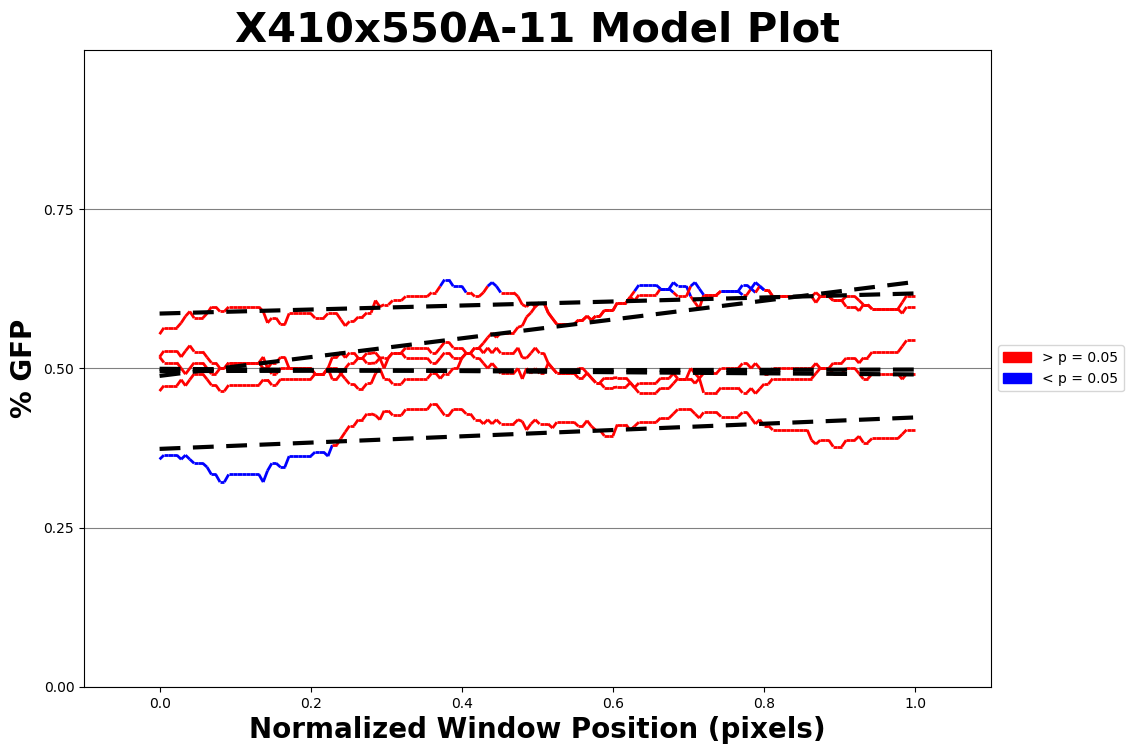 X410x550A-11 Model Plot
% GFP
0.75
0.50
0.25
0.00
0.0 0.2 0.4 0.6 0.8 1.0
Normalized Window Position (pixels)
> p = 0.05
< p = 0.05